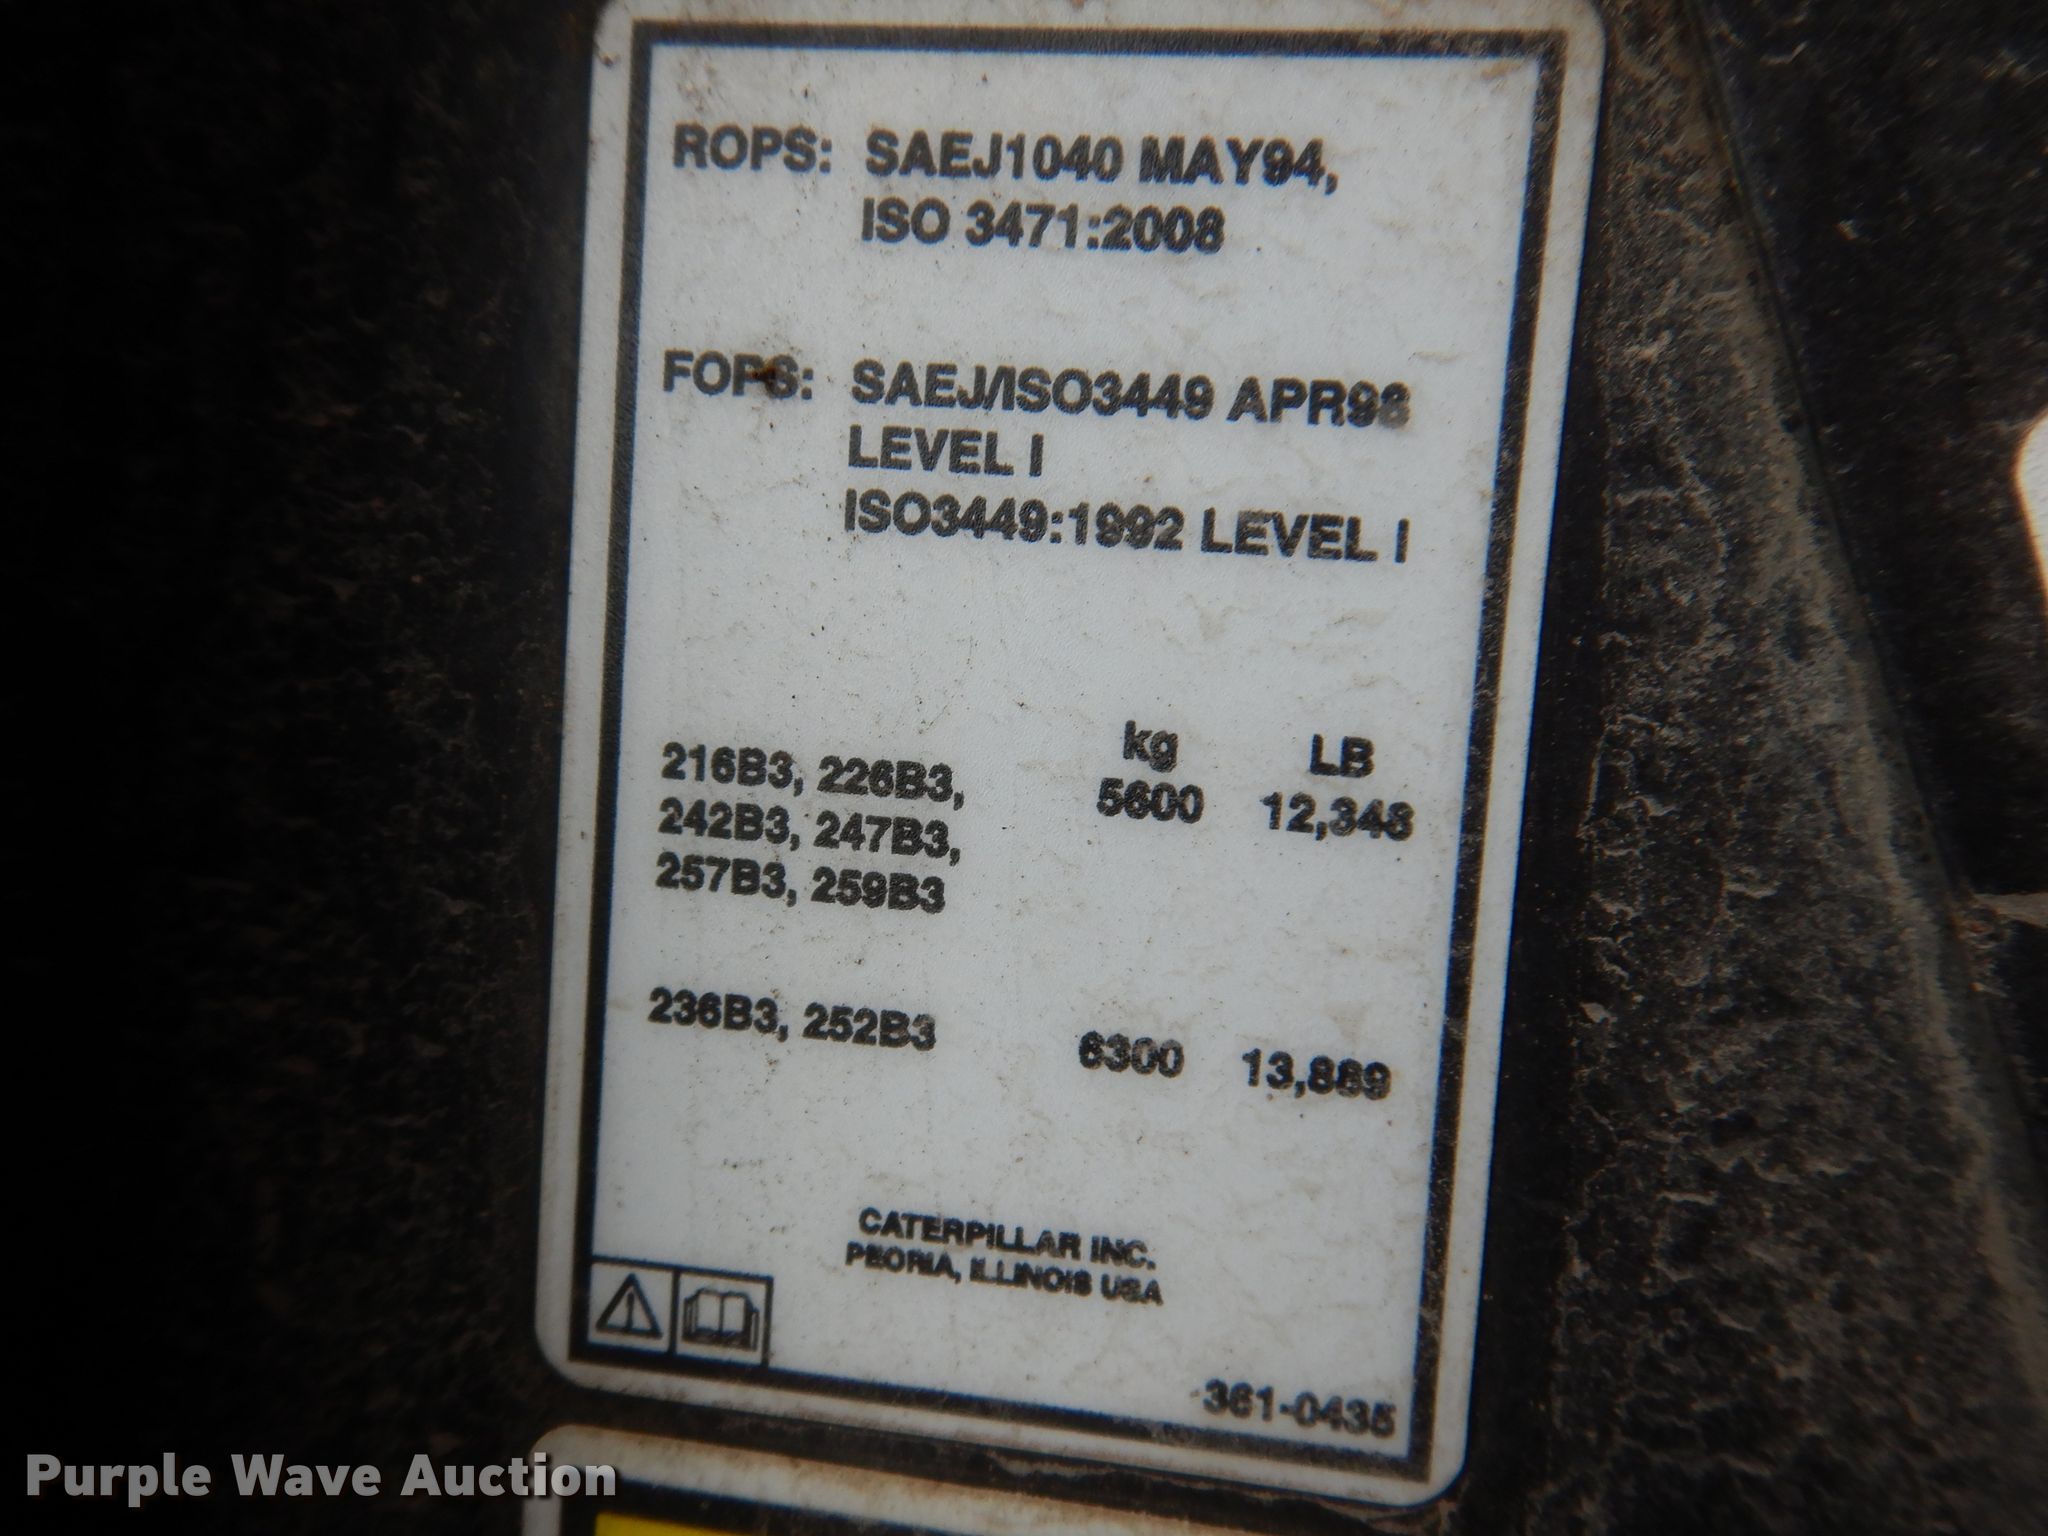 ROPS: SAEJ1040 MAY94,
ISO 3471:2008
FOPS: SAEJ/ISO3449 APR98
LEVEL I
ISO3449:1992 LEVEL I
kg LB
216B3, 226B3, 5600 12,346
242B3, 247B3,
257B3, 259B3
236B3, 252B3 6300 13,889
CATERPILLAR INC.
PEORIA, ILLINOIS USA
361-0435
Purple Wave Auction